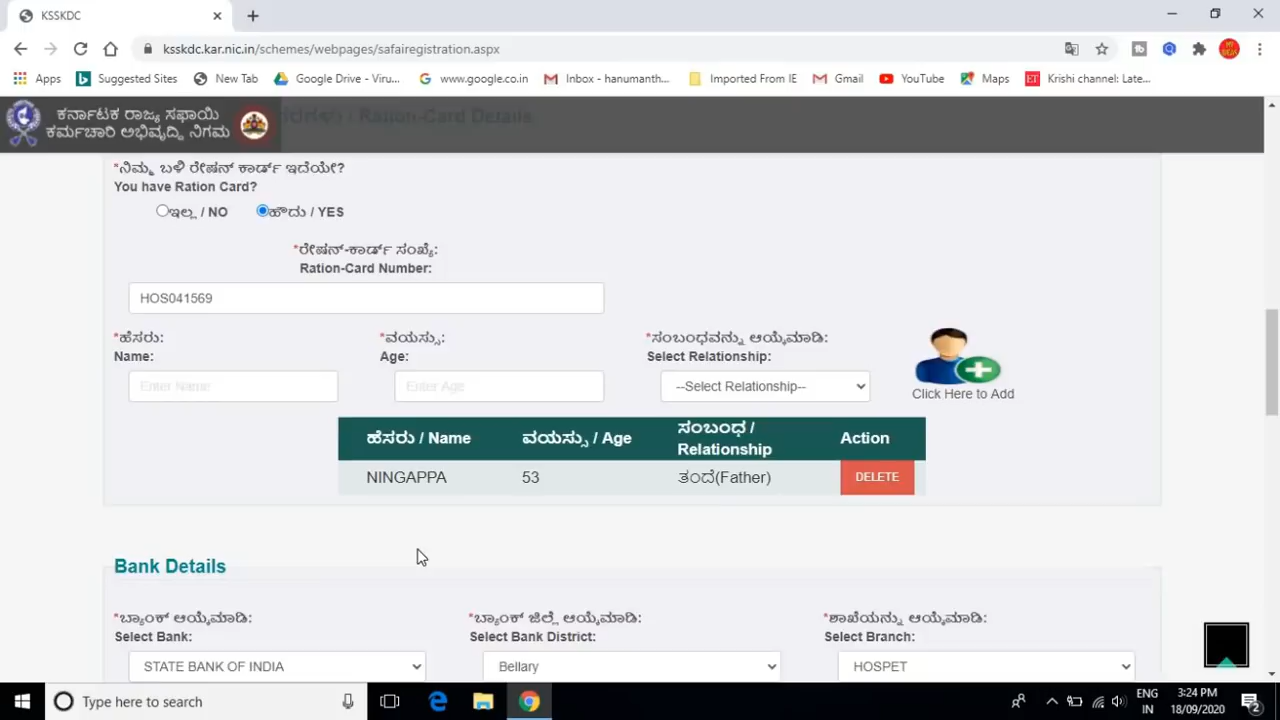 KSSKDC
ksskdc.kar.nic.in/schemes/webpages/safairegistration.aspx
Apps Suggested Sites New Tab Google Drive - Viru... www.google.co.in Inbox - hanumanth... Imported From IE Gmail YouTube Maps Krishi channel: Late...
ಕರ್ನಾಟಕ ರಾಜ್ಯ ಸಫಾಯಿ
ಕರ್ಮಚಾರಿ ಅಭಿವೃದ್ಧಿ ನಿಗಮ
: Ration-Card Details
*ನಿಮ್ಮ ಬಳಿ ರೇಷನ್ ಕಾರ್ಡ್ ಇದೆಯೇ?
You have Ration Card?
ಇಲ್ಲ / NO ಹೌದು / YES
*ರೇಷನ್-ಕಾರ್ಡ್ ಸಂಖ್ಯೆ:
Ration-Card Number:
HOS041569
*ಹೆಸರು: *ವಯಸ್ಸು: *ಸಂಬಂಧವನ್ನು ಆಯ್ಕೆಮಾಡಿ:
Name: Age: Select Relationship:
Enter Name Enter Age --Select Relationship--
Click Here to Add
ಹೆಸರು / Name ವಯಸ್ಸು / Age ಸಂಬಂಧ / Relationship Action
NINGAPPA 53 ತಂದೆ(Father) DELETE
Bank Details
*ಬ್ಯಾಂಕ್ ಆಯ್ಕೆಮಾಡಿ: *ಬ್ಯಾಂಕ್ ಜಿಲ್ಲೆ ಆಯ್ಕೆಮಾಡಿ: *ಶಾಖೆಯನ್ನು ಆಯ್ಕೆಮಾಡಿ:
Select Bank: Select Bank District: Select Branch:
STATE BANK OF INDIA Bellary HOSPET
Type here to search
ENG 3:24 PM
IN 18/09/2020 2